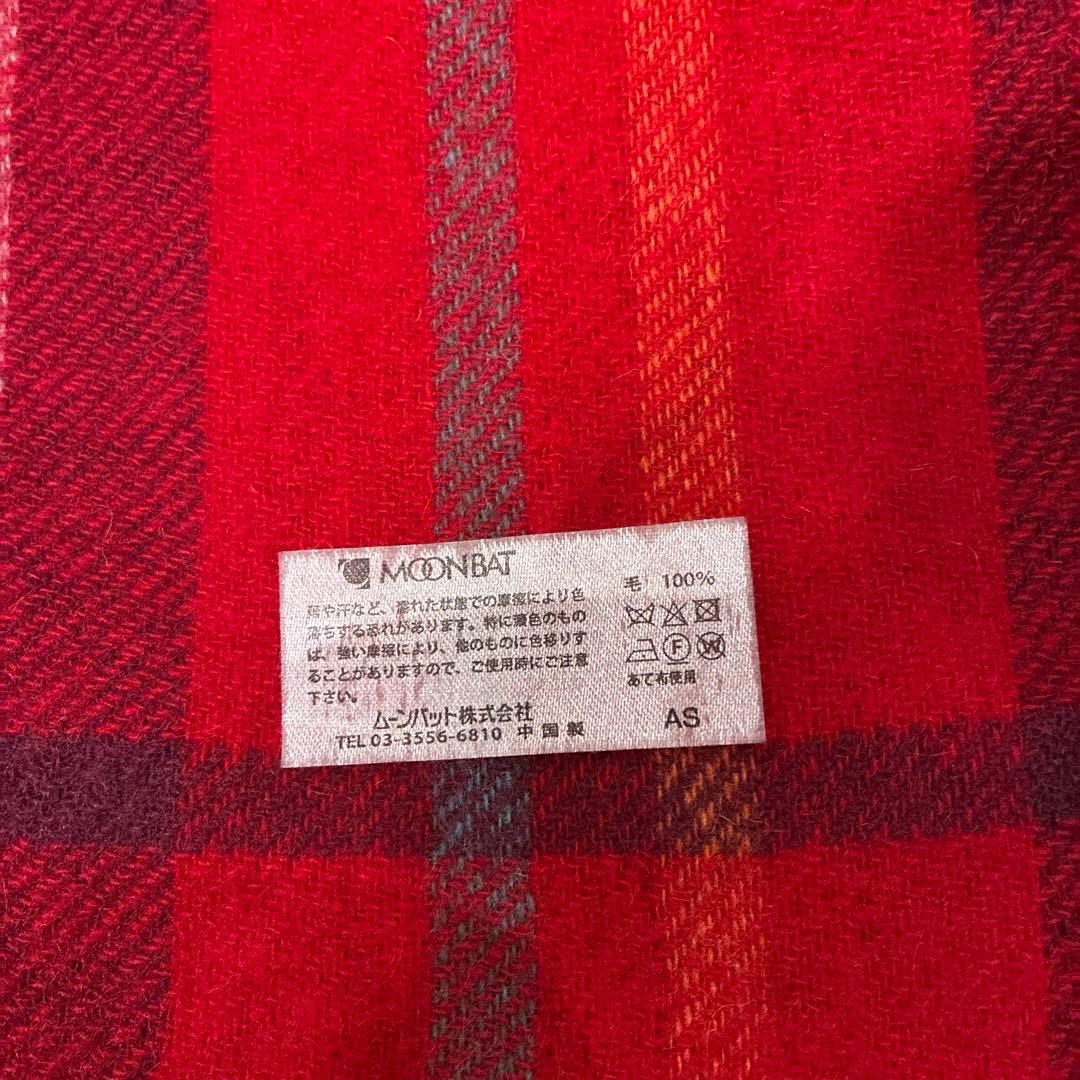 MOONBAT
雨や汗など、濡れた状態での摩擦により色
落ちする恐れがあります。特に濃色のもの
は、強い摩擦により、他のものに色移りす
ることがありますので、ご使用時にご注意
下さい。
ムーンバット株式会社
TEL 03-3556-6810 中国製
毛 100%
F
W
あて布使用
AS